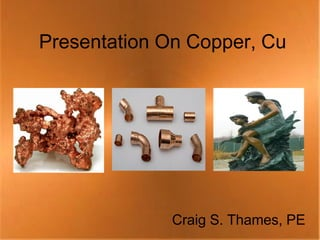 Presentation On Copper, Cu
Craig S. Thames, PE